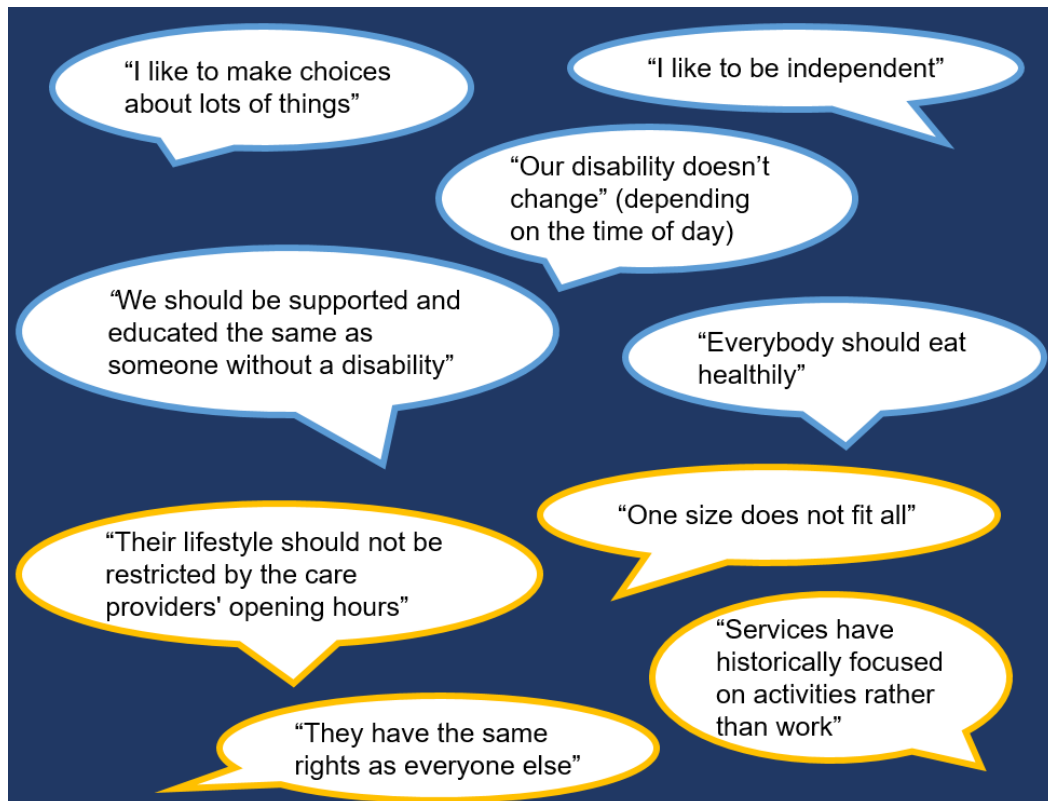 “I like to make choices
about lots of things”
“I like to be independent”
“Our disability doesn’t
change” (depending
on the time of day)
“We should be supported and
educated the same as
someone without a disability”
“Everybody should eat
healthily”
“One size does not fit all”
“Their lifestyle should not be
restricted by the care
providers' opening hours”
“Services have
historically focused
on activities rather
than work”
“They have the same
rights as everyone else”